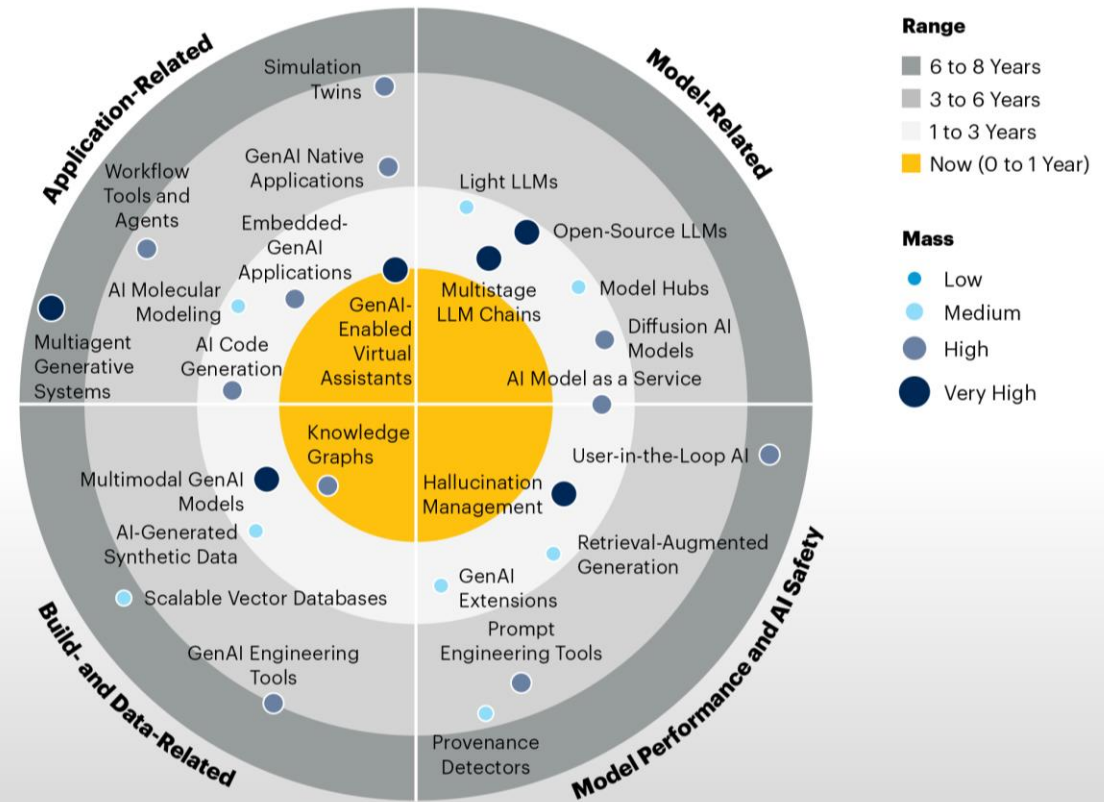 Application-Related
Simulation
Twins
GenAI Native
Applications
Workflow
Tools and
Agents
Embedded-
GenAI
Applications
AI Molecular
Modeling
GenAI-
Enabled
Virtual
Assistants
Multiagent
Generative
Systems
AI Code
Generation
Model-Related
Light LLMs
Open-Source LLMs
Multistage
LLM Chains
Model Hubs
Diffusion AI
Models
AI Model as a Service
Build- and Data-Related
Knowledge
Graphs
Multimodal GenAI
Models
AI-Generated
Synthetic Data
Scalable Vector Databases
GenAI Engineering
Tools
Model Performance and AI Safety
User-in-the-Loop AI
Hallucination
Management
Retrieval-Augmented
Generation
GenAI
Extensions
Prompt
Engineering Tools
Provenance
Detectors
Range
6 to 8 Years
3 to 6 Years
1 to 3 Years
Now (0 to 1 Year)
Mass
Low
Medium
High
Very High